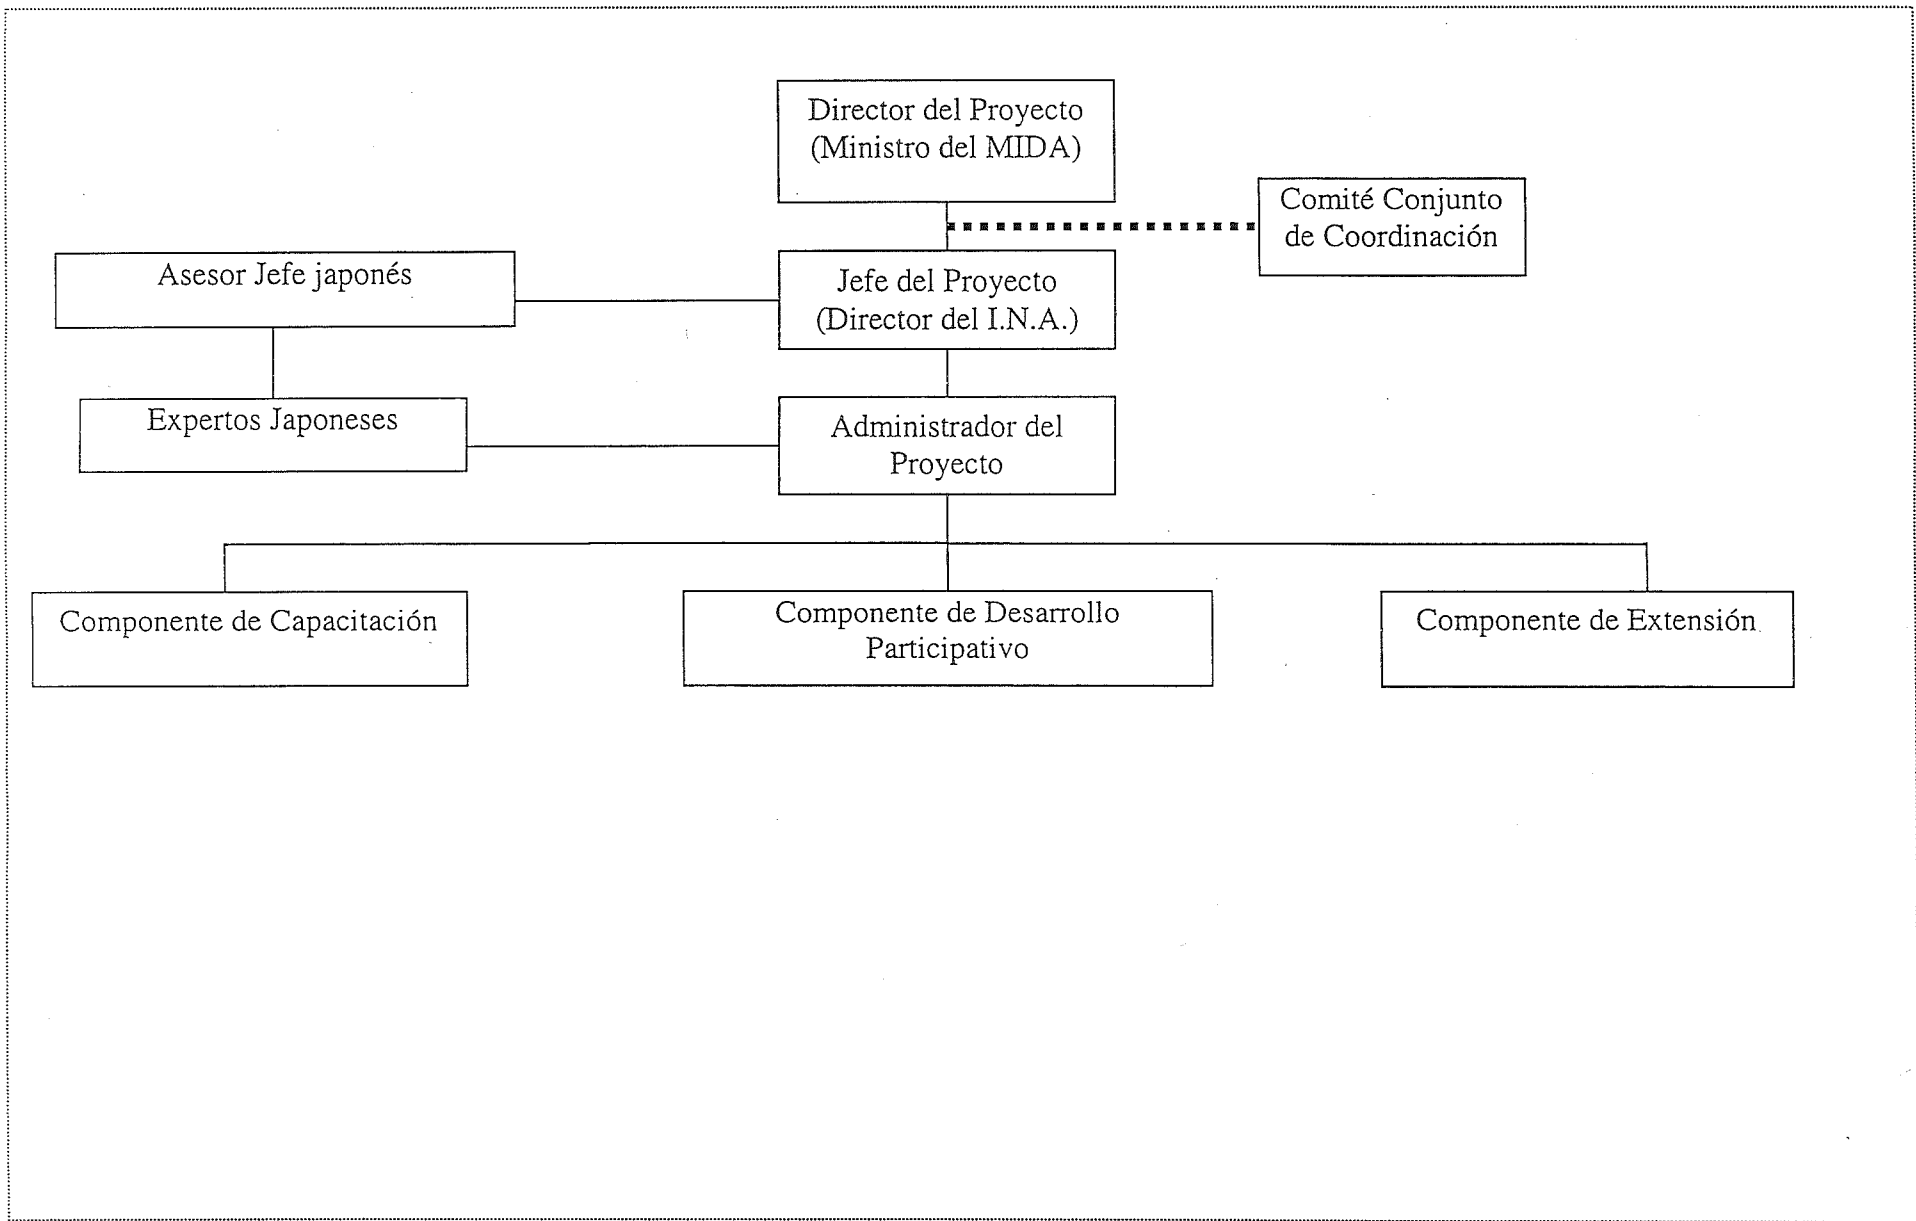 Director del Proyecto
(Ministro del MIDA)
Comité Conjunto
de Coordinación
Asesor Jefe japonés
Jefe del Proyecto
(Director del I.N.A.)
Expertos Japoneses
Administrador del
Proyecto
Componente de Capacitación
Componente de Desarrollo
Participativo
Componente de Extensión